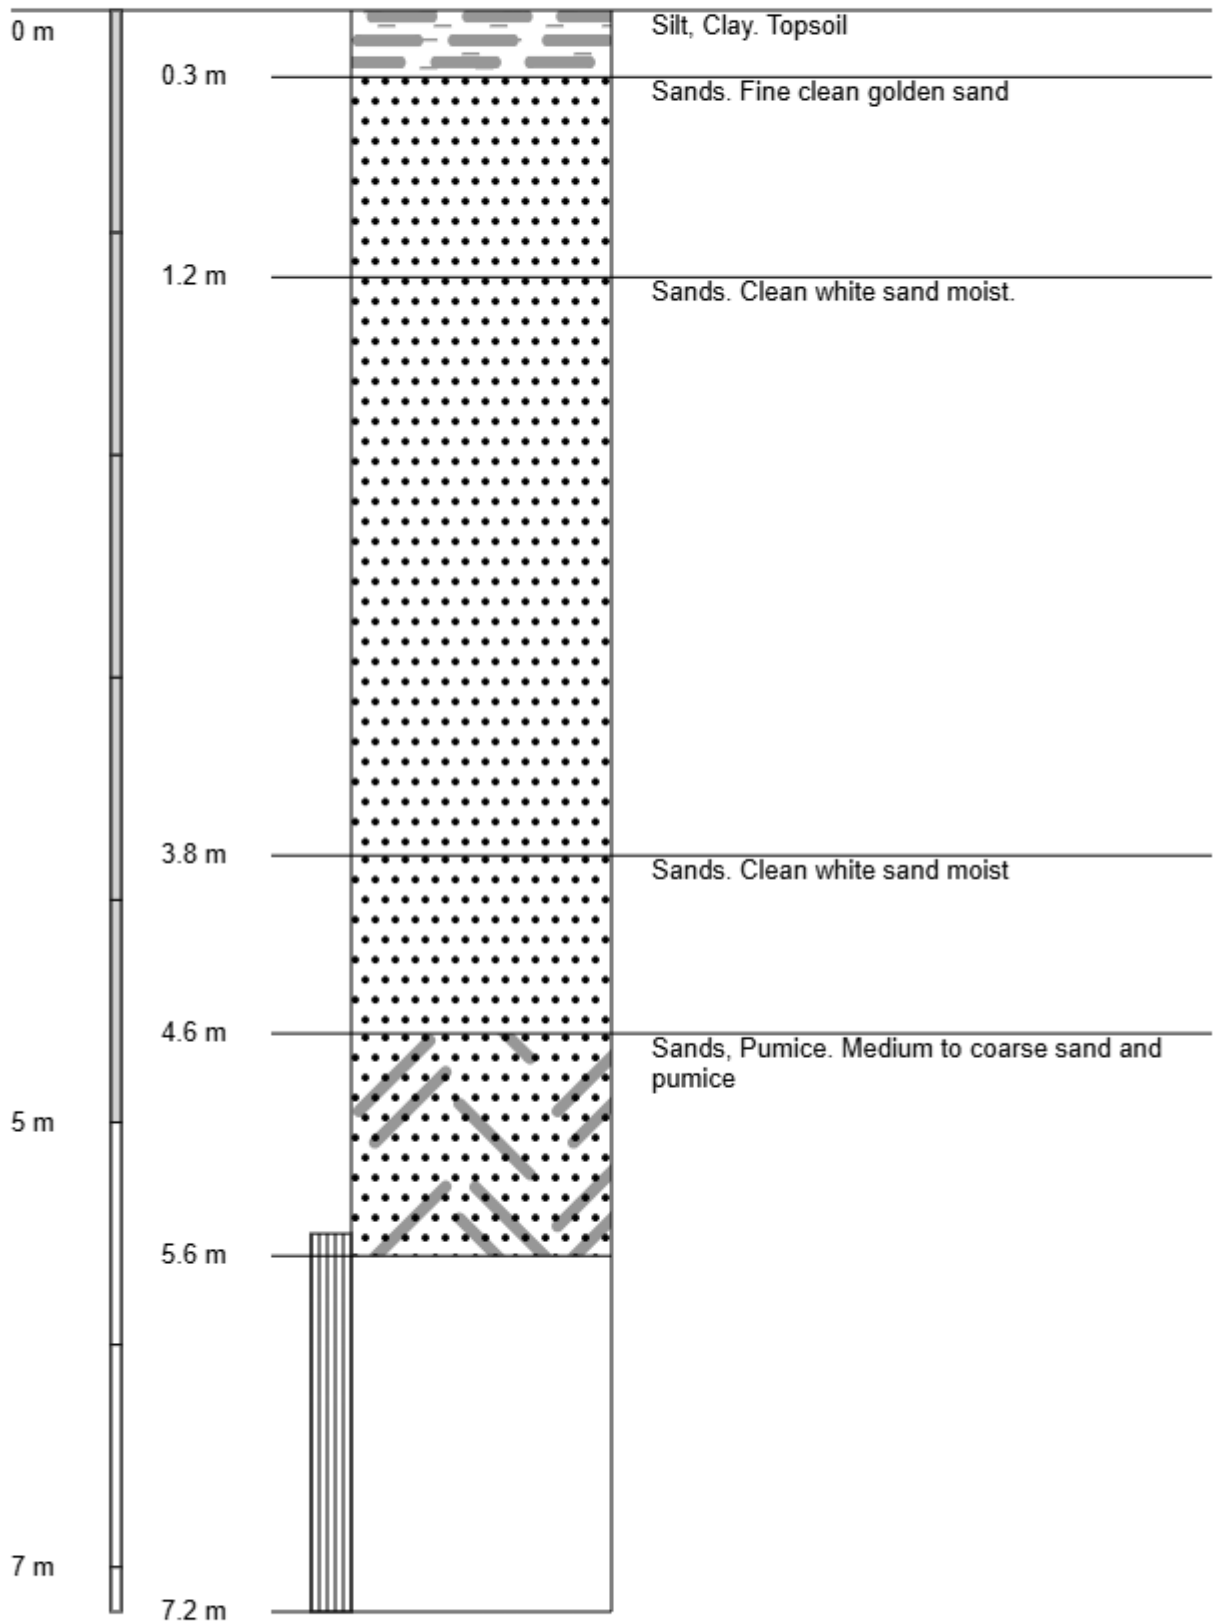 0 m
Silt, Clay. Topsoil
0.3 m
Sands. Fine clean golden sand
1.2 m
Sands. Clean white sand moist.
3.8 m
Sands. Clean white sand moist
4.6 m
Sands, Pumice. Medium to coarse sand and
pumice
5 m
5.6 m
7 m
7.2 m